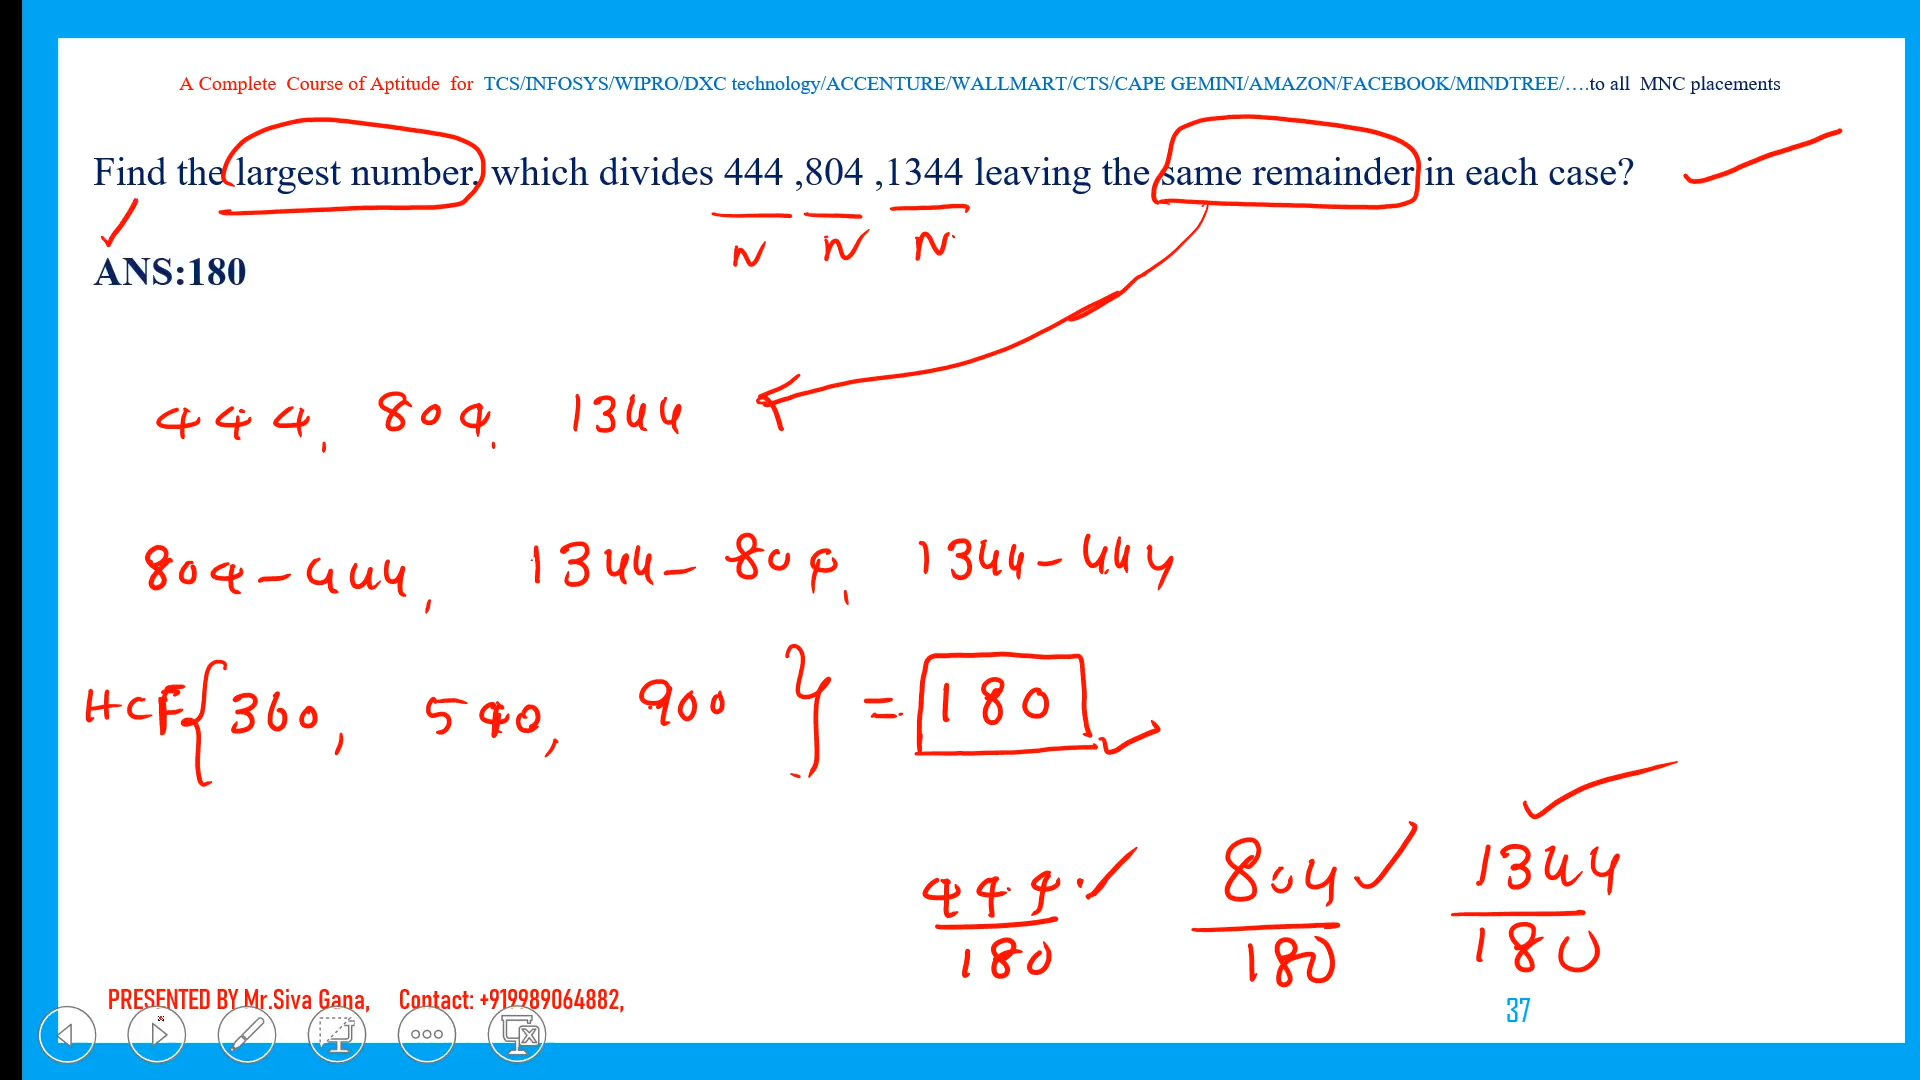 A Complete Course of Aptitude for TCS/INFOSYS/WIPRO/DXC technology/ACCENTURE/WALLMART/CTS/CAPE GEMINI/AMAZON/FACEBOOK/MINDTREE/….to all MNC placements
Find the largest number, which divides 444 ,804 ,1344 leaving the same remainder in each case?
N N N
ANS:180
444, 804, 1344
804-444, 1344-804, 1344-444
HCF{360, 540, 900} = 180
444 804 1344
180 180 180
PRESENTED BY Mr.Siva Gana, Contact: +919989064882,
37